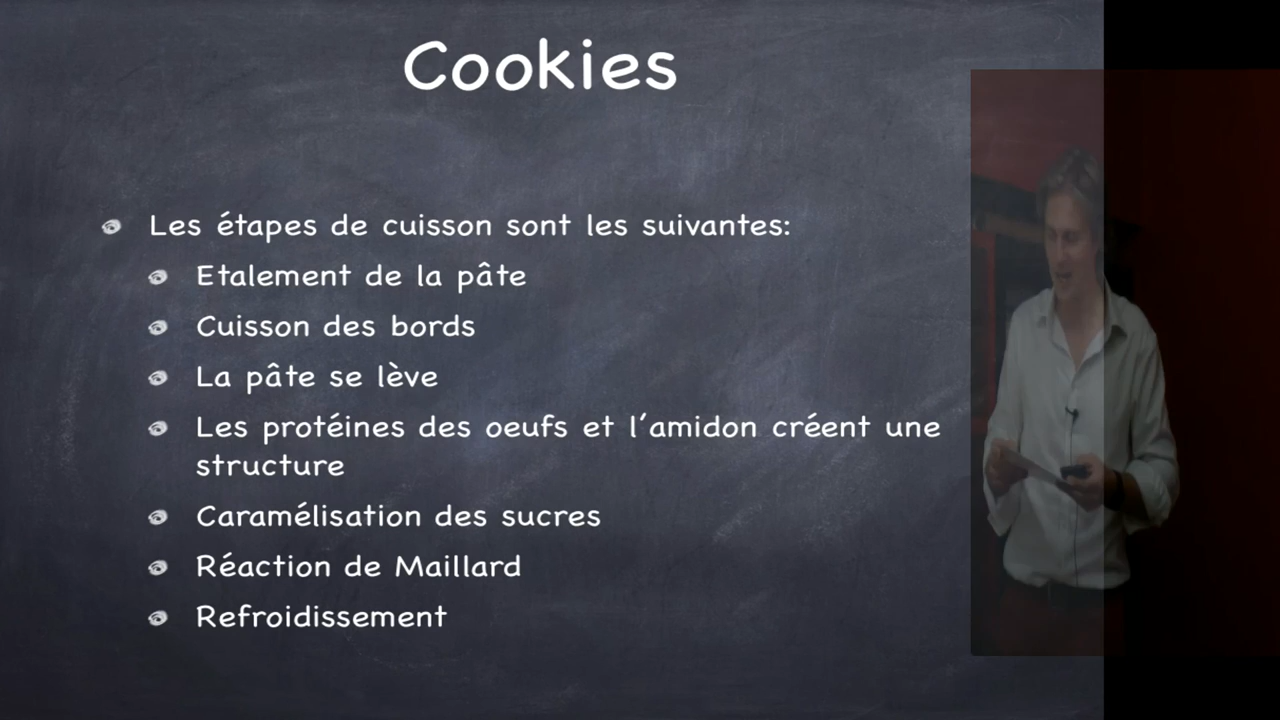 Cookies
Les étapes de cuisson sont les suivantes:
Etalement de la pâte
Cuisson des bords
La pâte se lève
Les protéines des oeufs et l'amidon créent une
structure
Caramélisation des sucres
Réaction de Maillard
Refroidissement